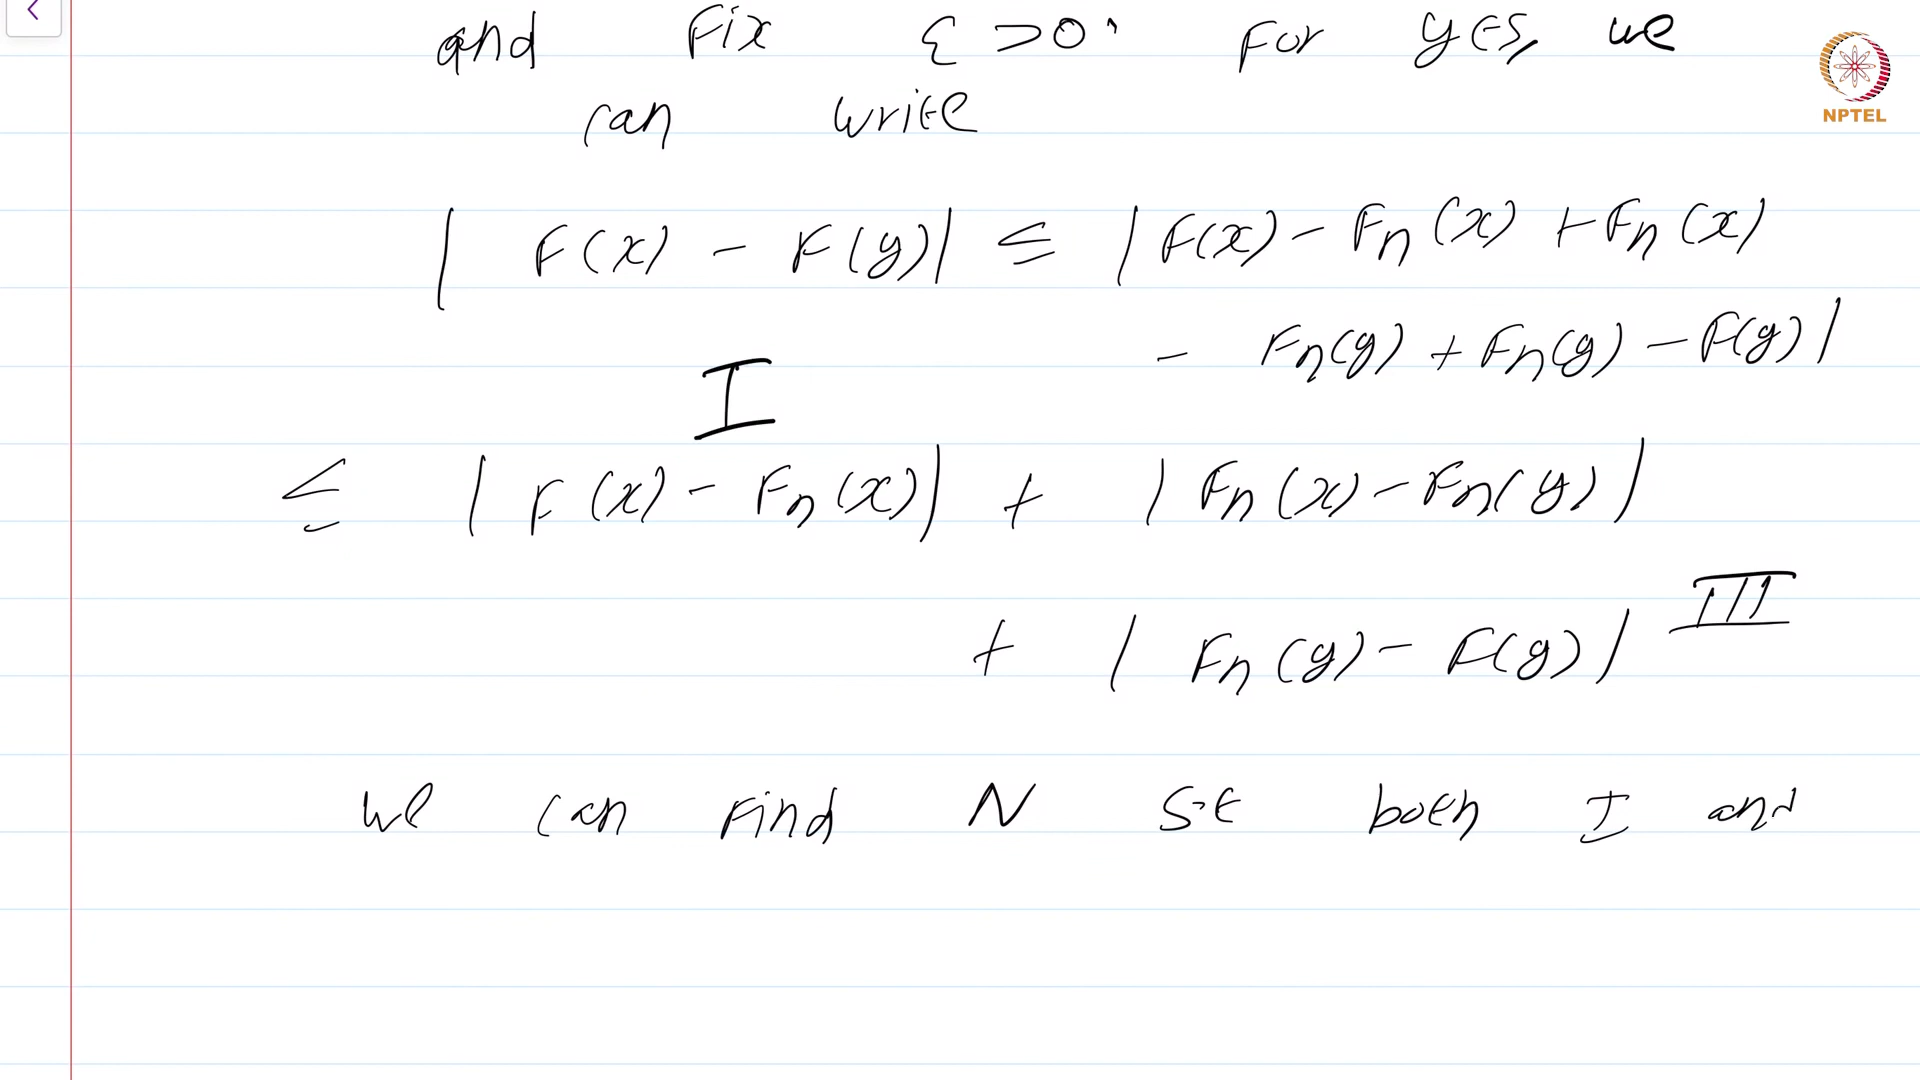 and Fix ε > 0. For y ∈ S, we
NPTEL
can write
| F(x) - F(y) | ≤ | F(x) - Fn(x) + Fn(x)
- Fn(y) + Fn(y) - F(y) |
I
≤ | F(x) - Fn(x) | + | Fn(x) - Fn(y) |
III
+ | Fn(y) - F(y) |
we can find N s.t both I and